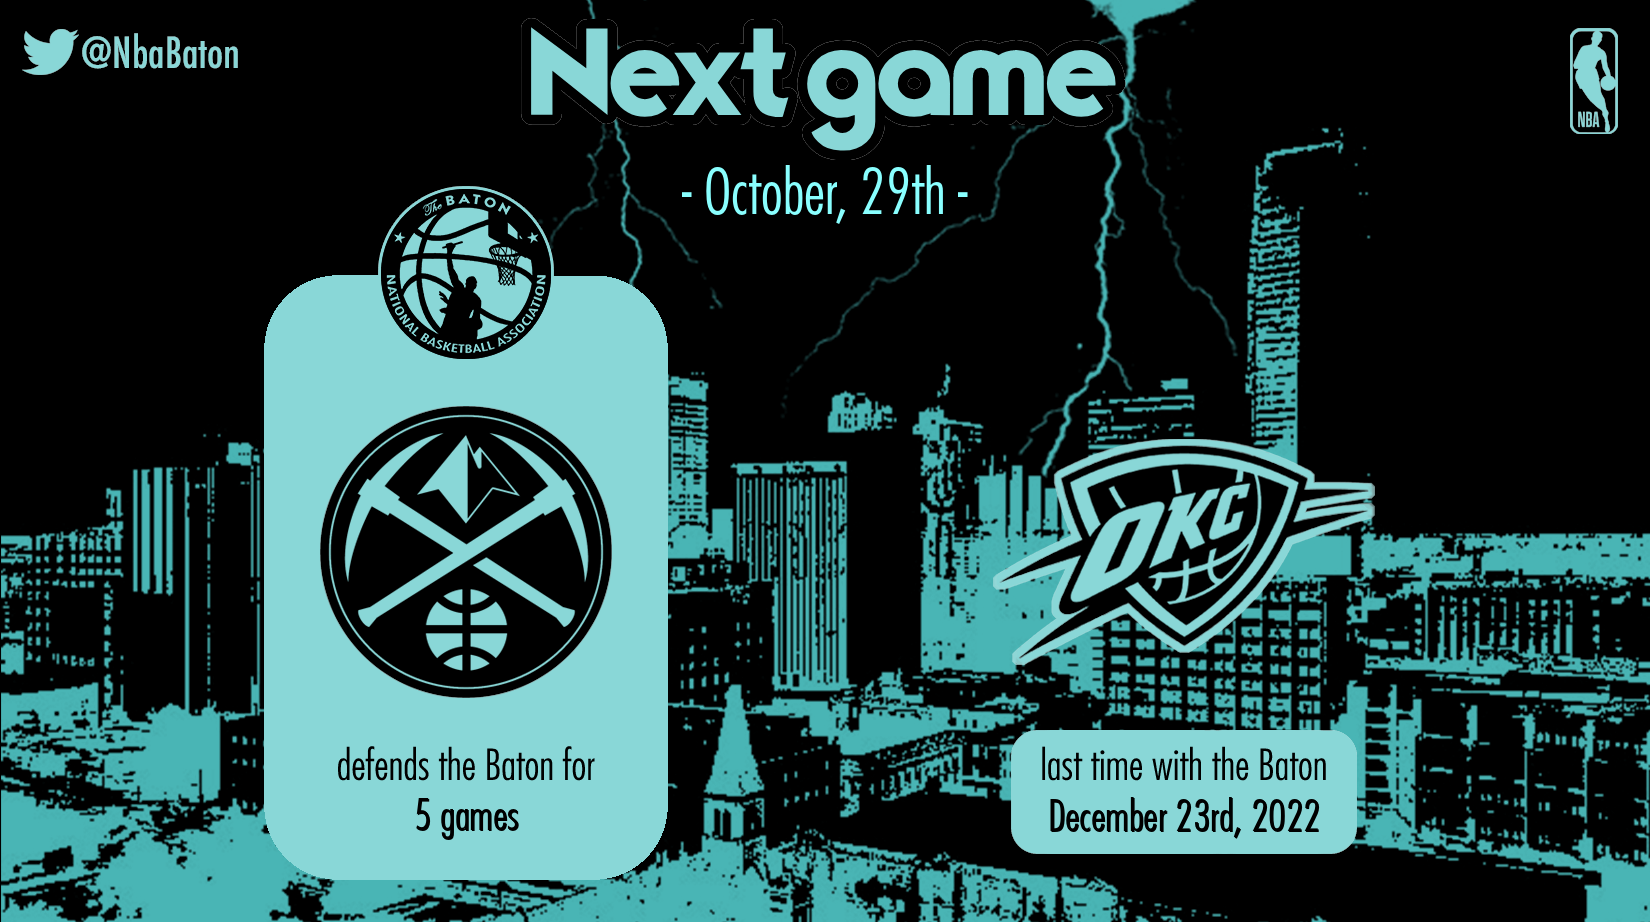 @NbaBaton
Next game
NBA
- October, 29th -
The BATON
NATIONAL BASKETBALL ASSOCIATION
OKC
defends the Baton for
5 games
last time with the Baton
December 23rd, 2022